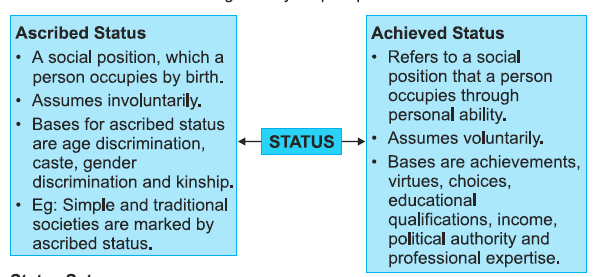 Ascribed Status
• A social position, which a
person occupies by birth.
• Assumes involuntarily.
• Bases for ascribed status
are age discrimination,
caste, gender
discrimination and kinship.
• Eg: Simple and traditional
societies are marked by
ascribed status.
STATUS
Achieved Status
• Refers to a social
position that a person
occupies through
personal ability.
• Assumes voluntarily.
• Bases are achievements,
virtues, choices,
educational
qualifications, income,
political authority and
professional expertise.